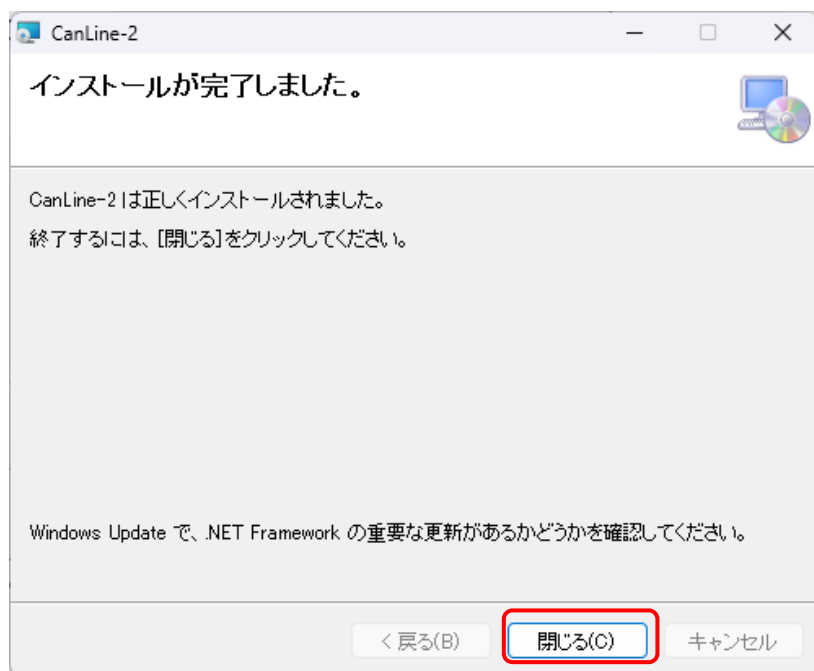 CanLine-2
インストールが完了しました。
CanLine-2 は正しくインストールされました。
終了するには、[閉じる]をクリックしてください。
Windows Update で、.NET Framework の重要な更新があるかどうかを確認してください。
< 戻る(B)
閉じる(C)
キャンセル